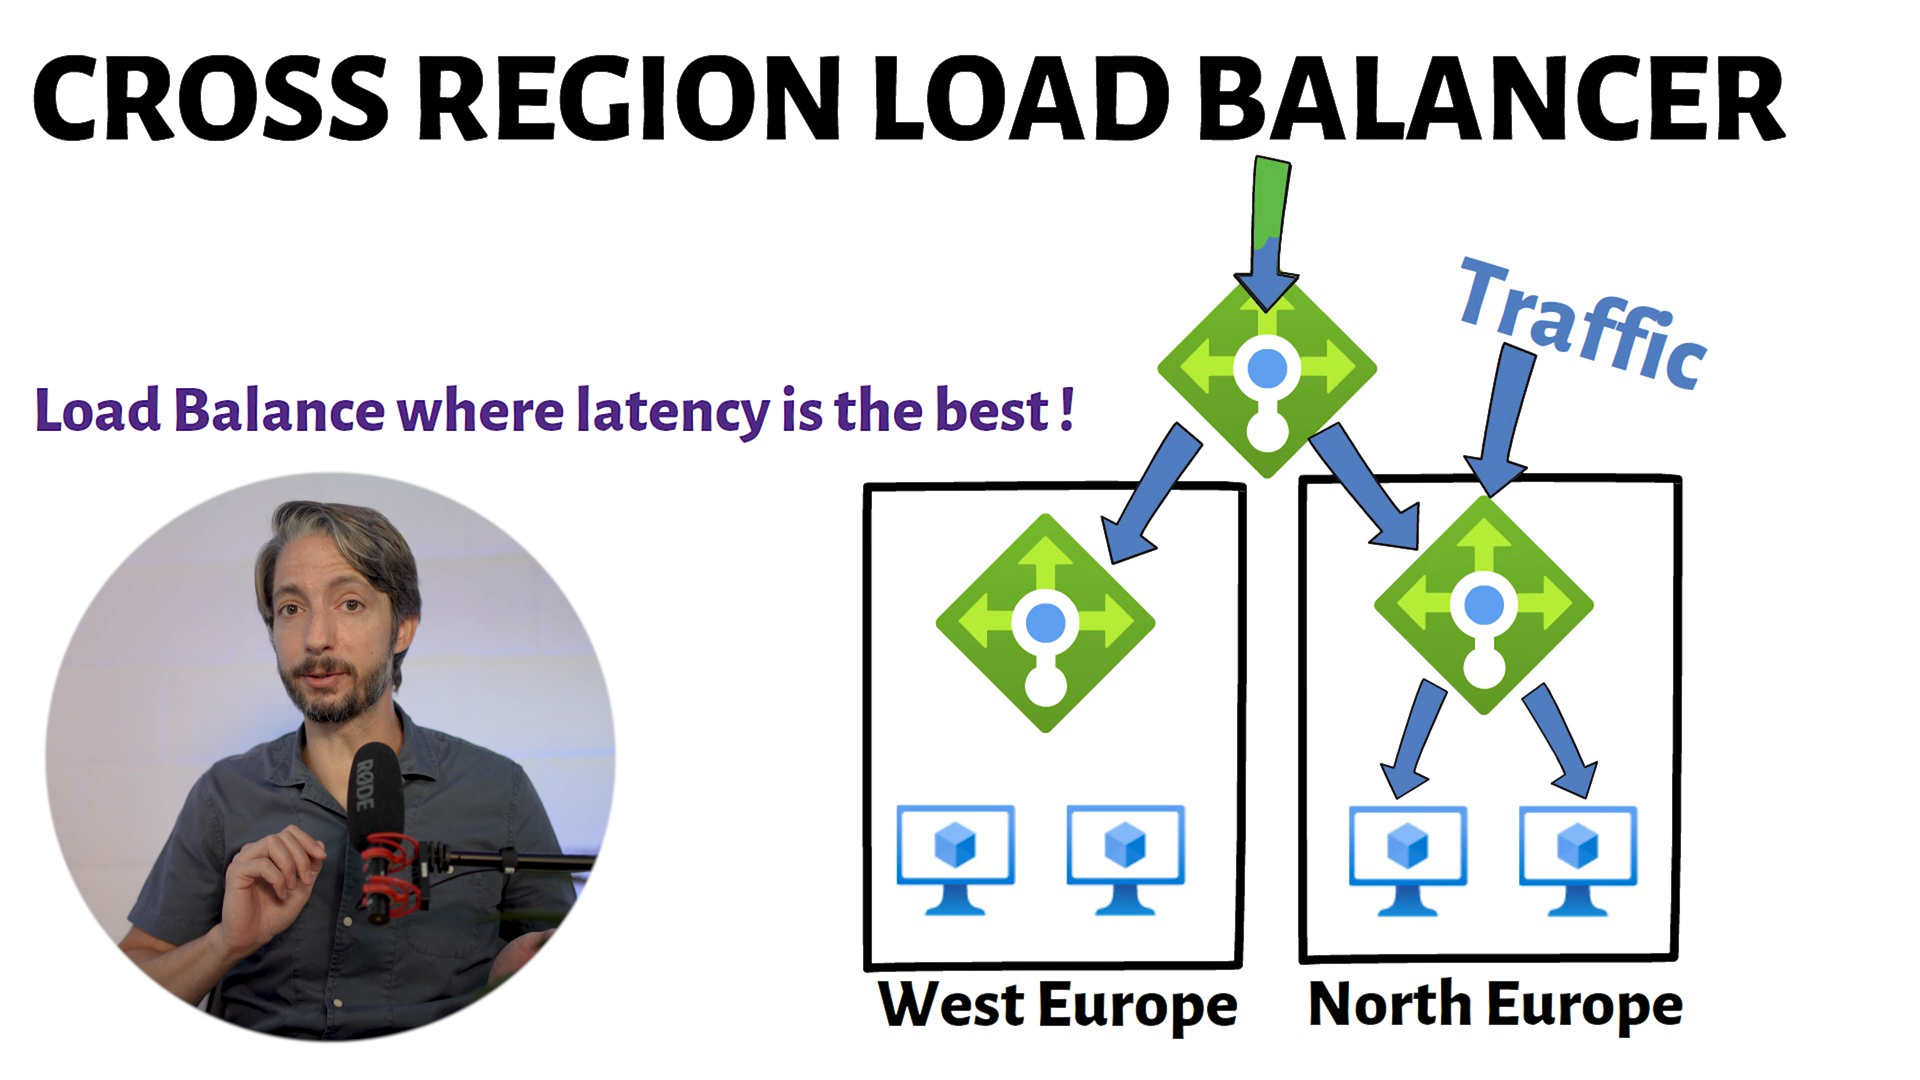 CROSS REGION LOAD BALANCER
Traffic
Load Balance where latency is the best !
RØDE
West Europe
North Europe